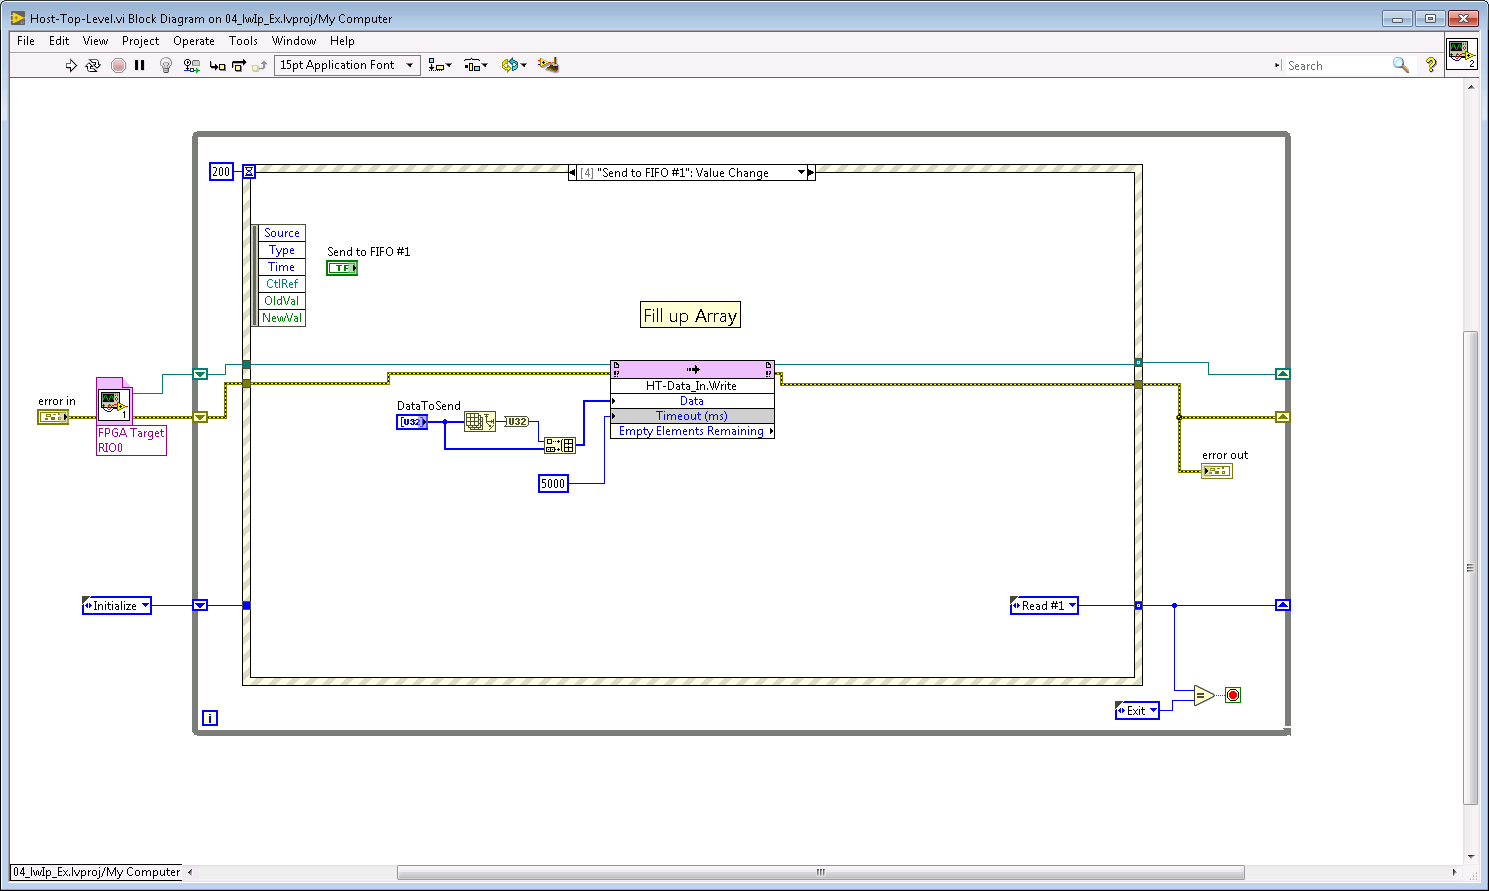 Host-Top-Level.vi Block Diagram on 04_lwIp_Ex.lvproj/My Computer
File Edit View Project Operate Tools Window Help
15pt Application Font
Search
?
2
200
[4] "Send to FIFO #1": Value Change
Source
Type
Time
CtlRef
OldVal
NewVal
Send to FIFO #1
TF
Fill up Array
HT-Data_In.Write
Data
Timeout (ms)
Empty Elements Remaining
error in
1
FPGA Target
RIO0
DataToSend
[U32]
U32
5000
error out
Initialize
Read #1
Exit
=
i
04_lwIp_Ex.lvproj/My Computer